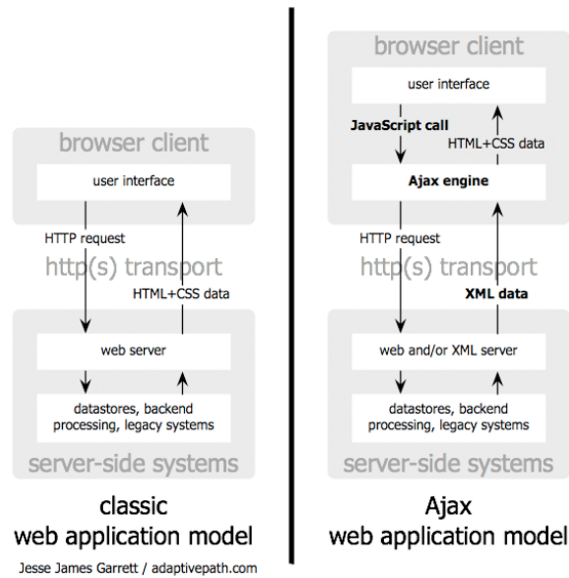 browser client
user interface
HTTP request
http(s) transport
HTML+CSS data
web server
datastores, backend
processing, legacy systems
server-side systems
classic
web application model
Jesse James Garrett / adaptivepath.com
browser client
user interface
JavaScript call
HTML+CSS data
Ajax engine
HTTP request
http(s) transport
XML data
web and/or XML server
datastores, backend
processing, legacy systems
server-side systems
Ajax
web application model